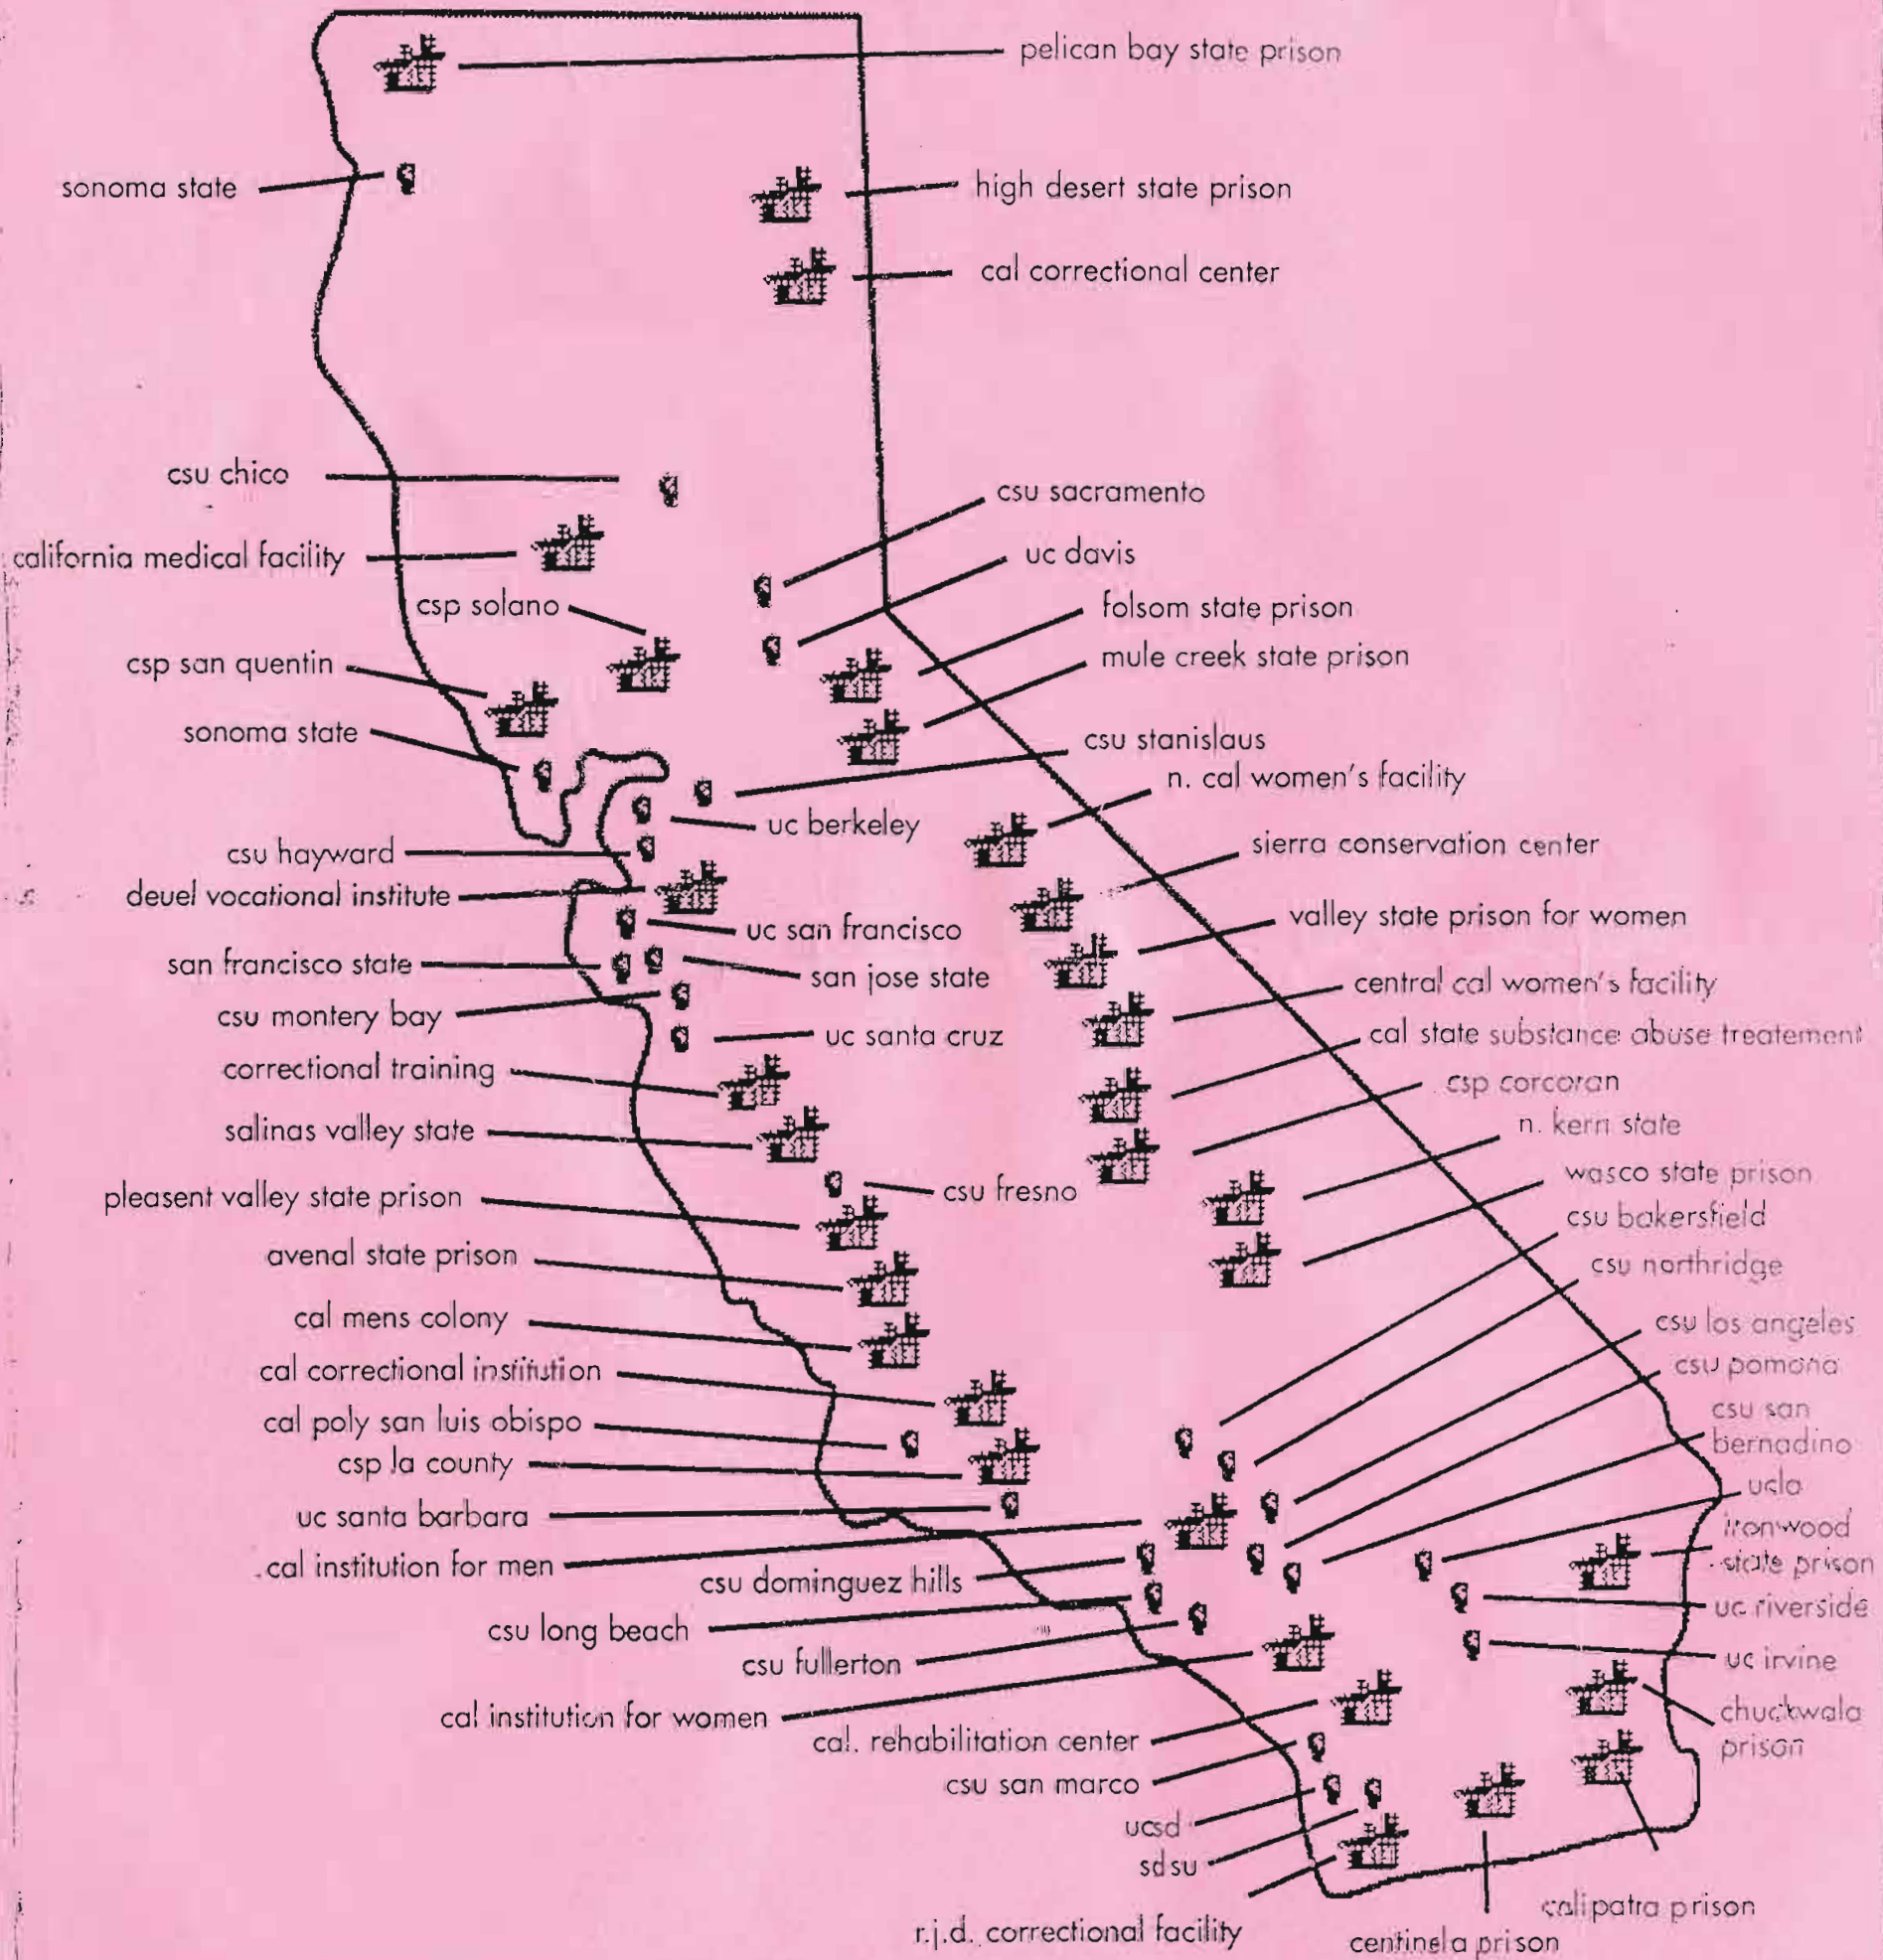 pelican bay state prison
sonoma state
high desert state prison
cal correctional center
csu chico
csu sacramento
california medical facility
uc davis
csp solano
folsom state prison
csp san quentin
mule creek state prison
sonoma state
csu stanislaus
n. cal women's facility
uc berkeley
csu hayward
sierra conservation center
deuel vocational institute
valley state prison for women
uc san francisco
san francisco state
san jose state
central cal women's facility
csu montery bay
uc santa cruz
cal state substance abuse treatement
correctional training
csp corcoran
salinas valley state
n. kern state
wasco state prison
pleasent valley state prison
csu fresno
csu bakersfield
avenal state prison
csu northridge
cal mens colony
csu los angeles
cal correctional institution
csu pomona
cal poly san luis obispo
csu san
bernadino
csp la county
ucla
uc santa barbara
ironwood
state prison
cal institution for men
csu dominguez hills
uc riverside
csu long beach
csu fullerton
uc irvine
cal institution for women
chuckwala
prison
cal. rehabilitation center
csu san marco
ucsd
sdsu
calipatra prison
r.j.d. correctional facility
centinela prison